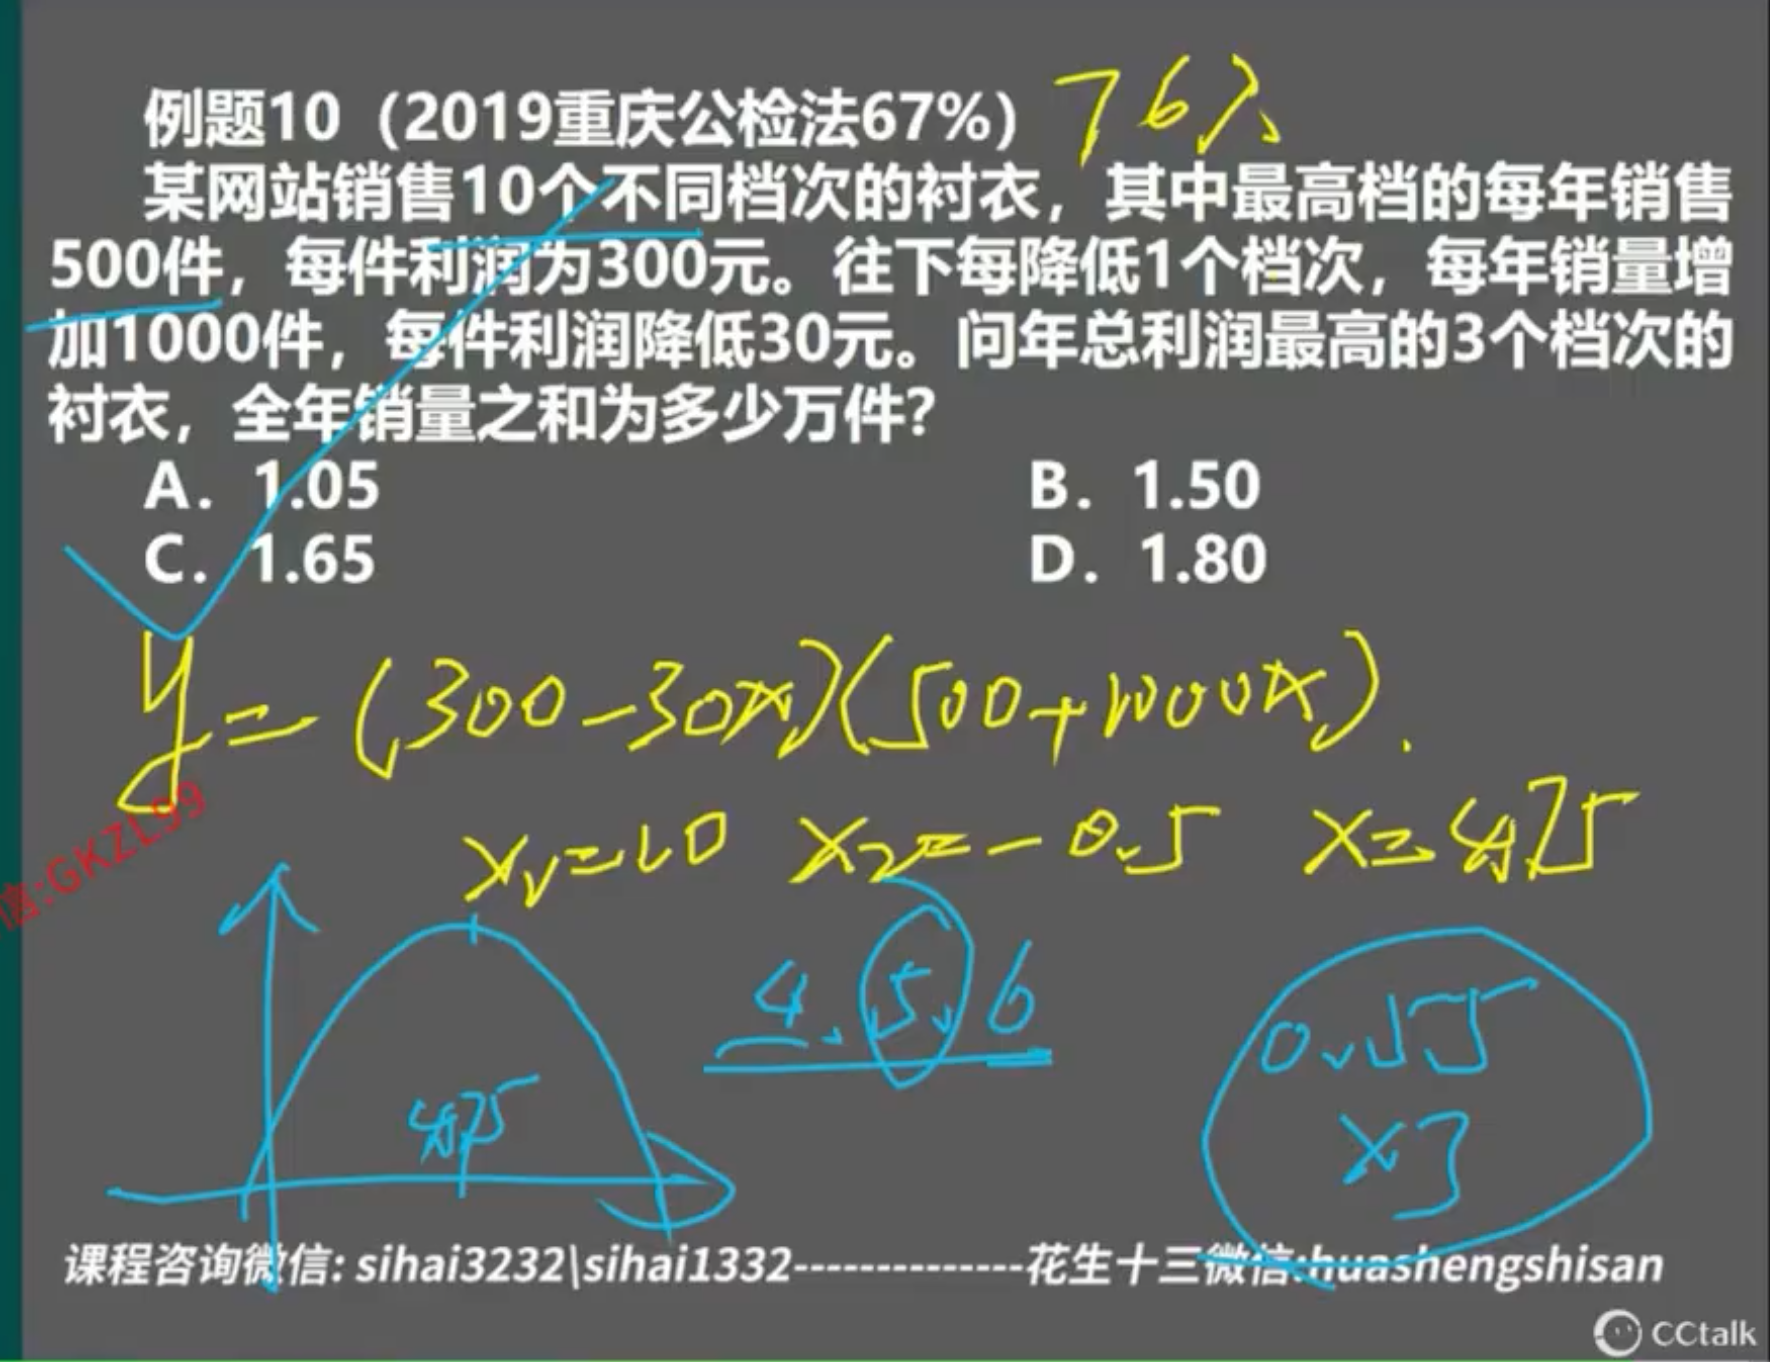 例题10（2019重庆公检法67%）76人
某网站销售10个不同档次的衬衣，其中最高档的每年销售
500件，每件利润为300元。往下每降低1个档次，每年销量增
加1000件，每件利润降低30元。问年总利润最高的3个档次的
衬衣，全年销量之和为多少万件？
A. 1.05 B. 1.50
C. 1.65 D. 1.80
y=(300-30x)(500+1000x).
x₁=10 x₂=-0.5 x=4.75
信:GKZL99
4.5.6
0.55
×3
4.75
课程咨询微信: sihai3232\sihai1332--------------花生十三微信:huashengshisan
CCtalk